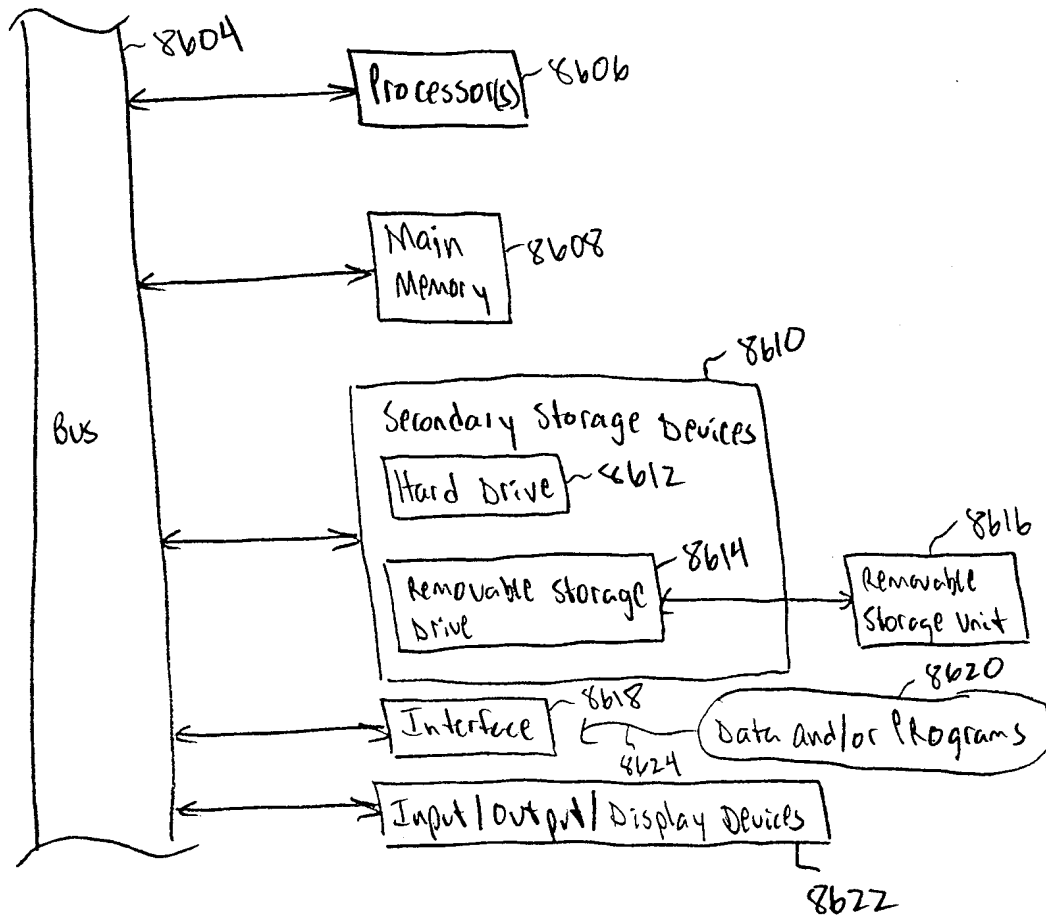 8604
Processor(s)
8606
Main
Memory
8608
8610
Bus
Secondary Storage Devices
Hard Drive
8612
8614
8616
Removable Storage
Drive
Removable
Storage Unit
8620
8618
Interface
Data and/or PRograms
8624
Input/Output/Display Devices
8622